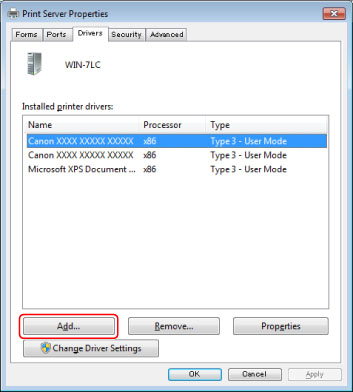 Print Server Properties
Forms Ports Drivers Security Advanced
WIN-7LC
Installed printer drivers:
Name Processor Type
Canon XXXX XXXXX XXXXX x86 Type 3 - User Mode
Canon XXXX XXXXX XXXXX x86 Type 3 - User Mode
Microsoft XPS Document ... x86 Type 3 - User Mode
Add... Remove... Properties
Change Driver Settings
OK Cancel Apply